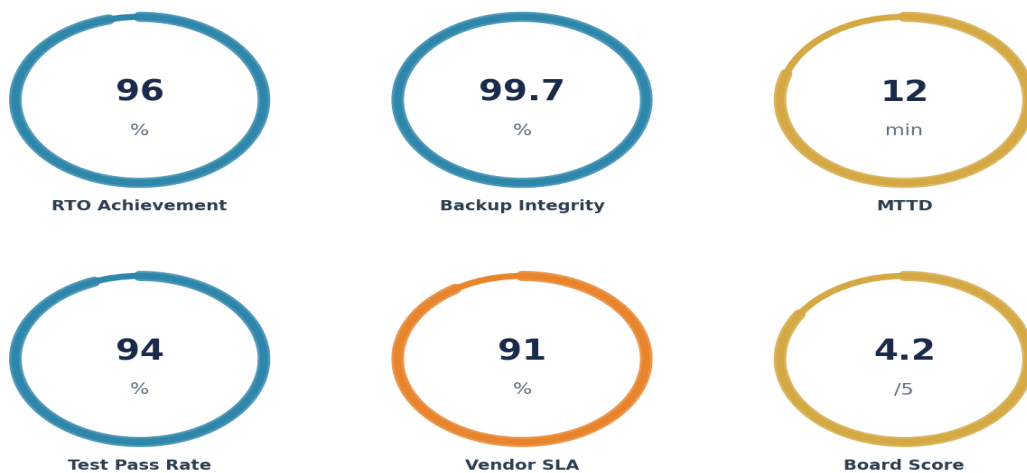 96
%
RTO Achievement
99.7
%
Backup Integrity
12
min
MTTD
94
%
Test Pass Rate
91
%
Vendor SLA
4.2
/5
Board Score